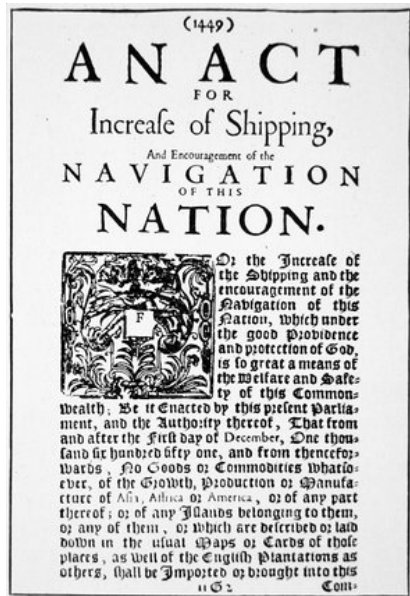 (1449)
AN ACT
FOR
Increaſe of Shipping,
And Encouragement of the
NAVIGATION
OF THIS
NATION.
FOr the Increaſe of
the Shipping and the
encouragement of the
Navigation of this
Nation, which under
the good Providence
and protection of God,
is ſo great a means of
the Welfare and Safe-
ty of this Common-
wealth; Be it Enacted by this preſent Parlia-
ment, and the Authority thereof, That from
and after the Firſt day of December, One thou-
ſand ſix hundred fifty one, and from thencefor-
wards, No Goods or Commodities whatſo-
ever, of the Growth, Production or Manufa-
cture of Aſia, Affrica or America, or of any part
thereof; or of any Iſlands belonging to them,
or any of them, or which are deſcribed or laid
down in the uſual Maps or Cards of thoſe
places, as well of the Engliſh Plantations as
others, ſhall be Imported or brought into this
11G2 Com-